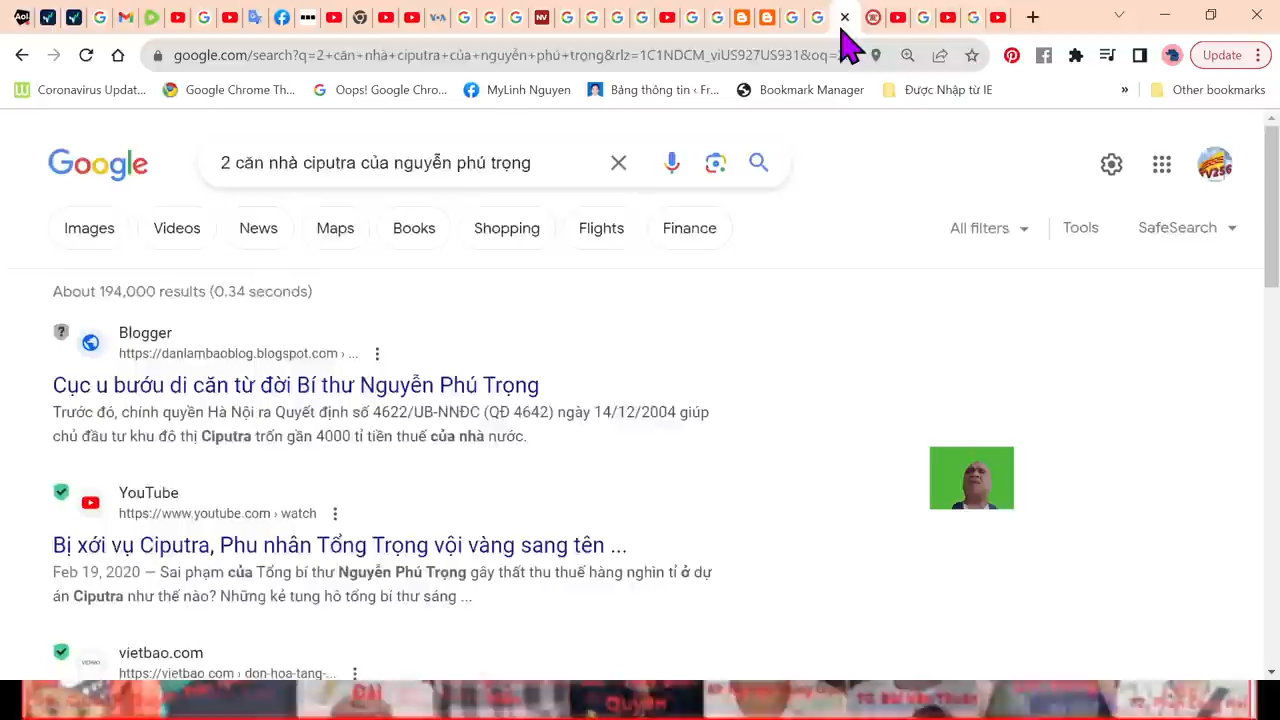 google.com/search?q=2+căn+nhà+ciputra+của+nguyễn+phú+trọng&rlz=1C1NDCM_viUS927US931&oq=
Update
Coronavirus Updat...
Google Chrome Th...
Oops! Google Chro...
MyLinh Nguyen
Bảng thông tin ‹ Fr...
Bookmark Manager
Được Nhập từ IE
»
Other bookmarks
Google
2 căn nhà ciputra của nguyễn phú trọng
Images
Videos
News
Maps
Books
Shopping
Flights
Finance
All filters
Tools
SafeSearch
About 194,000 results (0.34 seconds)
Blogger
https://danlambaoblog.blogspot.com › ...
Cục u bướu di căn từ đời Bí thư Nguyễn Phú Trọng
Trước đó, chính quyền Hà Nội ra Quyết định số 4622/UB-NNĐC (QĐ 4642) ngày 14/12/2004 giúp
chủ đầu tư khu đô thị Ciputra trốn gần 4000 tỉ tiền thuế của nhà nước.
YouTube
https://www.youtube.com › watch
Bị xới vụ Ciputra, Phu nhân Tổng Trọng vội vàng sang tên ...
Feb 19, 2020 — Sai phạm của Tổng bí thư Nguyễn Phú Trọng gây thất thu thuế hàng nghìn tỉ ở dự
án Ciputra như thế nào? Những kẻ tung hô tổng bí thư sáng ...
vietbao.com
https://vietbao.com › don-hoa-tang-...
Quyền